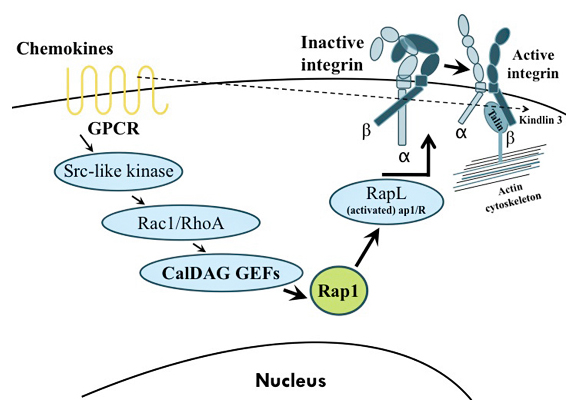 Chemokines
GPCR
Src-like kinase
Rac1/RhoA
CalDAG GEFs
Rap1
RapL
(activated) ap1/R
Inactive
integrin
β
α
Active
integrin
Talin
Kindlin 3
α
β
Actin
cytoskeleton
Nucleus